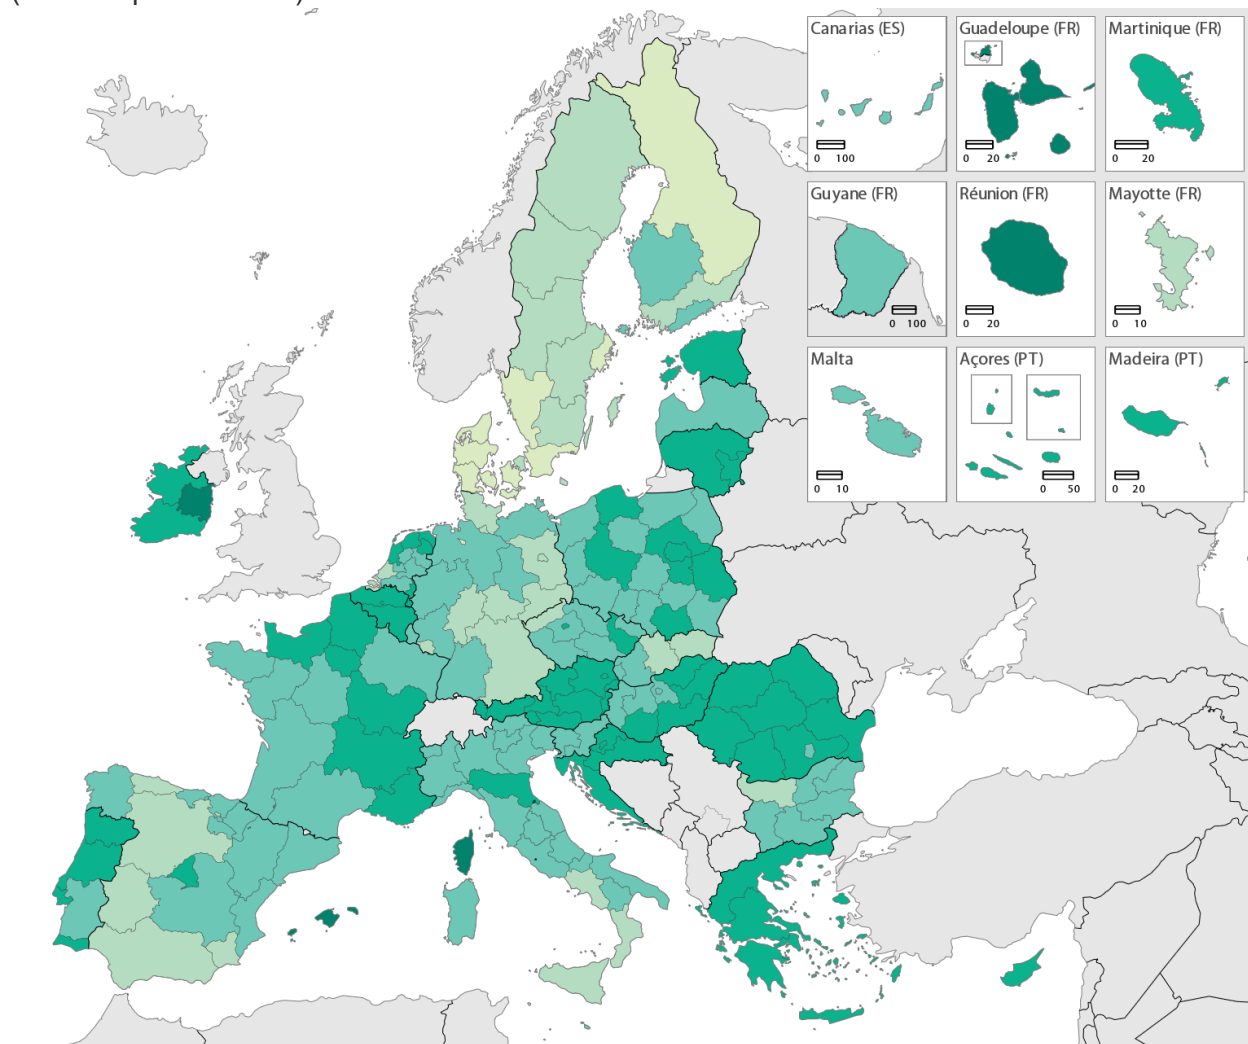 Canarias (ES)
0 100
Guadeloupe (FR)
0 20
Martinique (FR)
0 20
Guyane (FR)
0 100
Réunion (FR)
0 20
Mayotte (FR)
0 10
Malta
0 10
Açores (PT)
0 50
Madeira (PT)
0 20